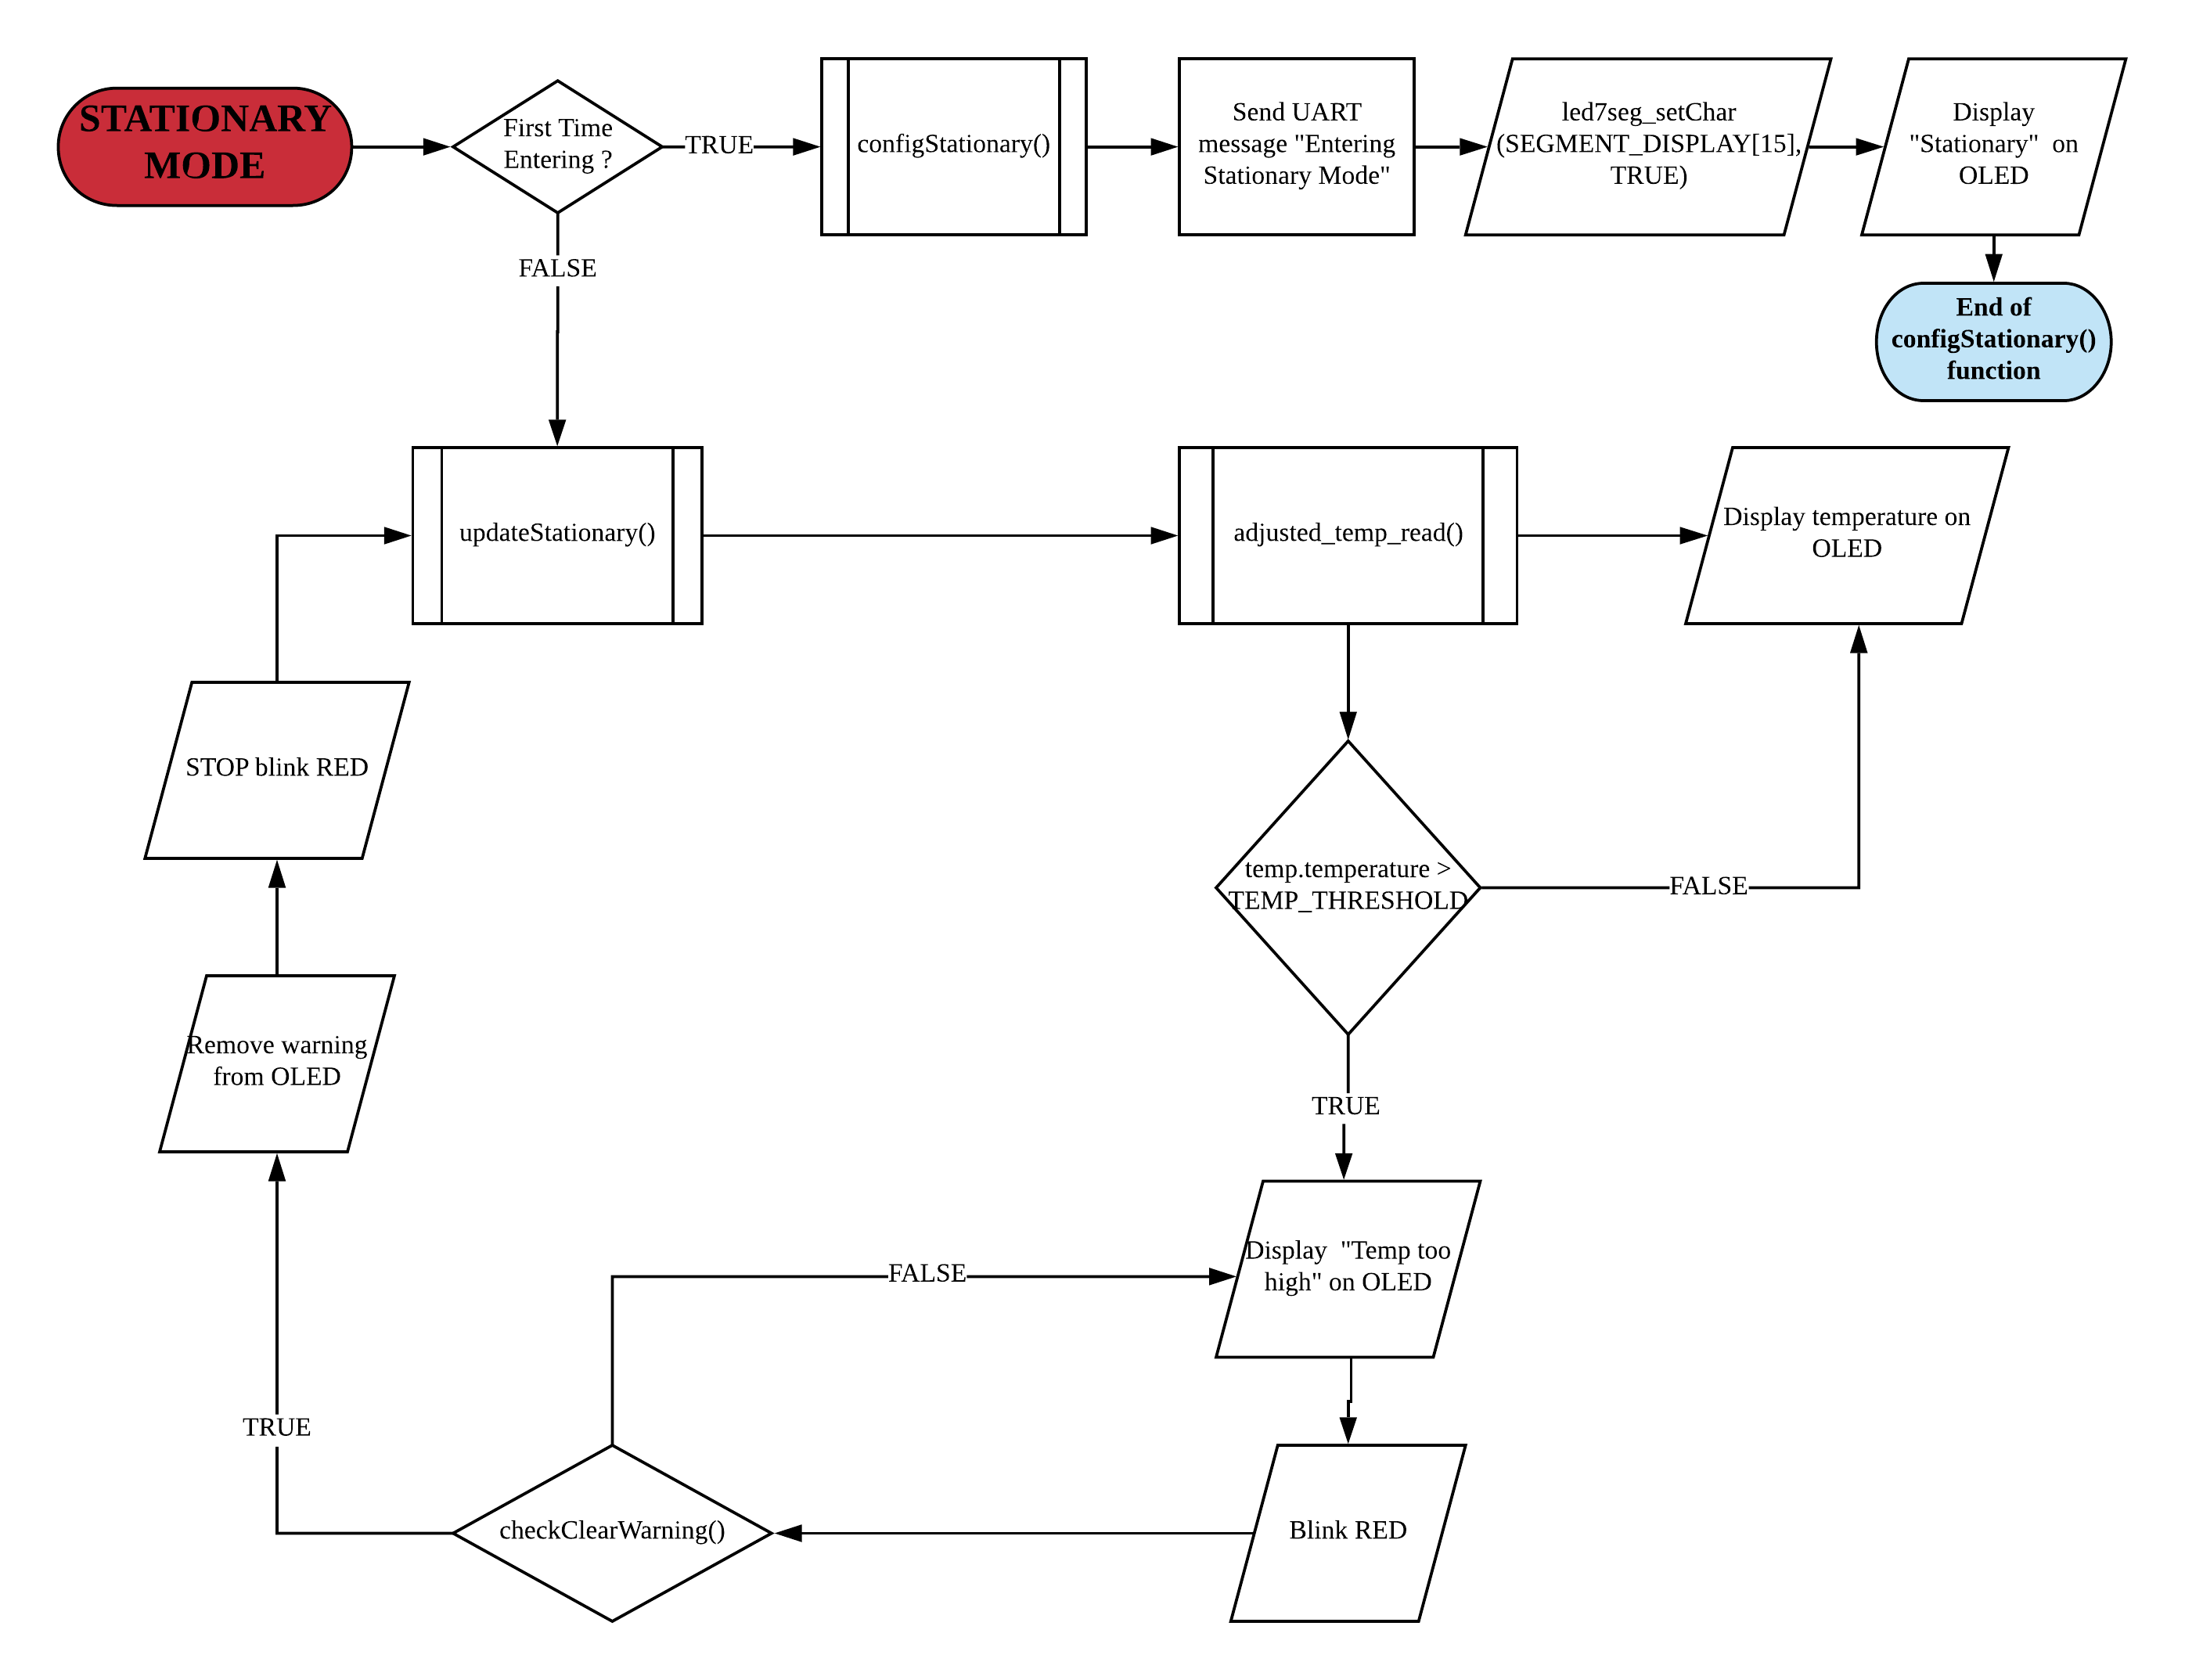 STATIONARY
MODE
First Time
Entering ?
TRUE
configStationary()
Send UART
message "Entering
Stationary Mode"
led7seg_setChar
(SEGMENT_DISPLAY[15],
TRUE)
Display
"Stationary"  on
OLED
FALSE
End of
configStationary()
function
updateStationary()
adjusted_temp_read()
Display temperature on
OLED
STOP blink RED
temp.temperature >
TEMP_THRESHOLD
FALSE
Remove warning
from OLED
TRUE
Display  "Temp too
high" on OLED
FALSE
TRUE
checkClearWarning()
Blink RED